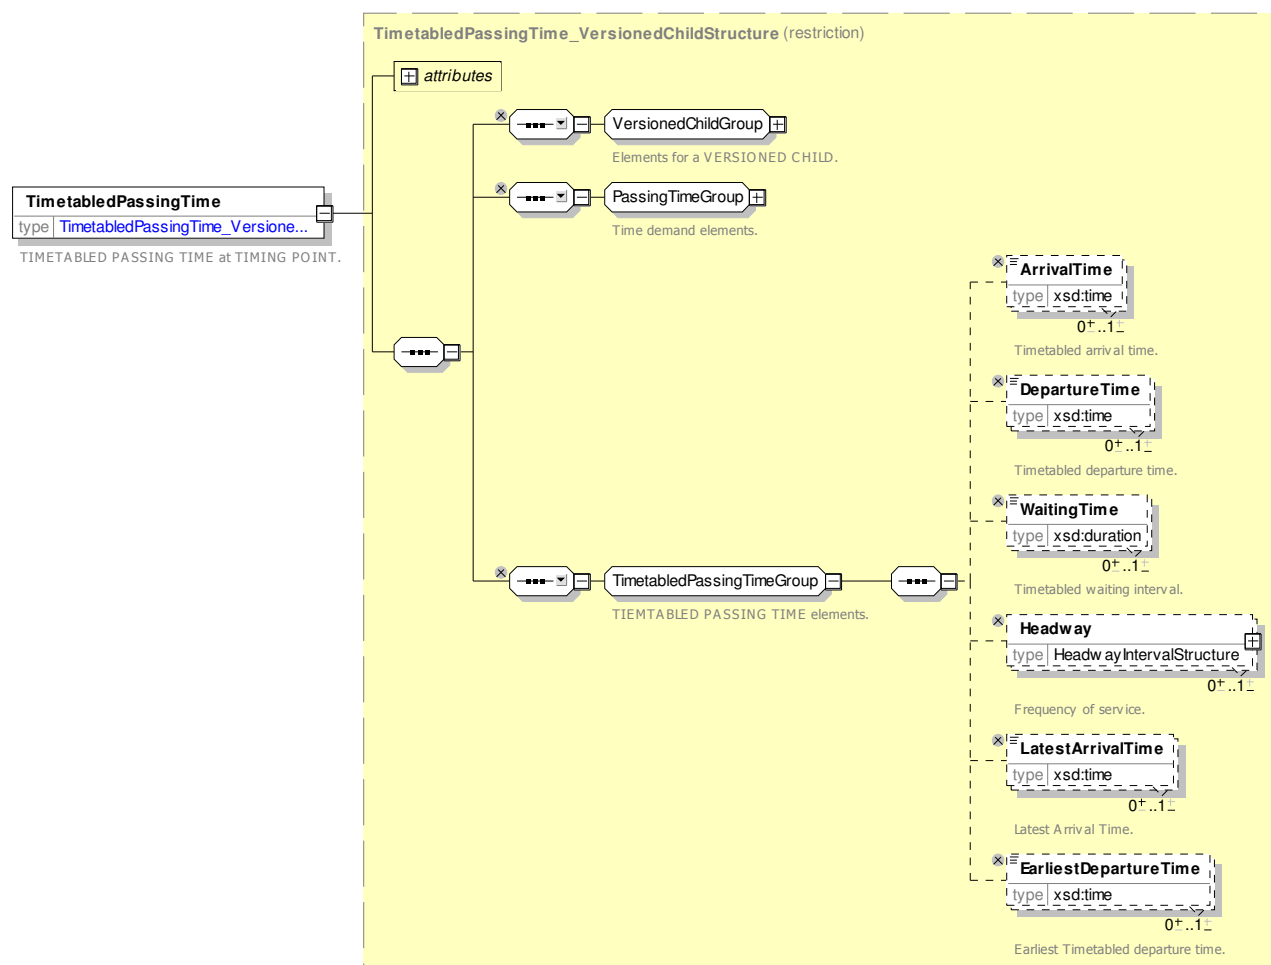 TimetabledPassingTime_VersionedChildStructure (restriction)
attributes
VersionedChildGroup
Elements for a VERSIONED CHILD.
TimetabledPassingTime
type TimetabledPassingTime_Versione...
TIMETABLED PASSING TIME at TIMING POINT.
PassingTimeGroup
Time demand elements.
ArrivalTime
type xsd:time
0..1
Timetabled arrival time.
DepartureTime
type xsd:time
0..1
Timetabled departure time.
WaitingTime
type xsd:duration
0..1
Timetabled waiting interval.
TimetabledPassingTimeGroup
TIEMTABLED PASSING TIME elements.
Headway
type HeadwayIntervalStructure
0..1
Frequency of service.
LatestArrivalTime
type xsd:time
0..1
Latest Arrival Time.
EarliestDepartureTime
type xsd:time
0..1
Earliest Timetabled departure time.